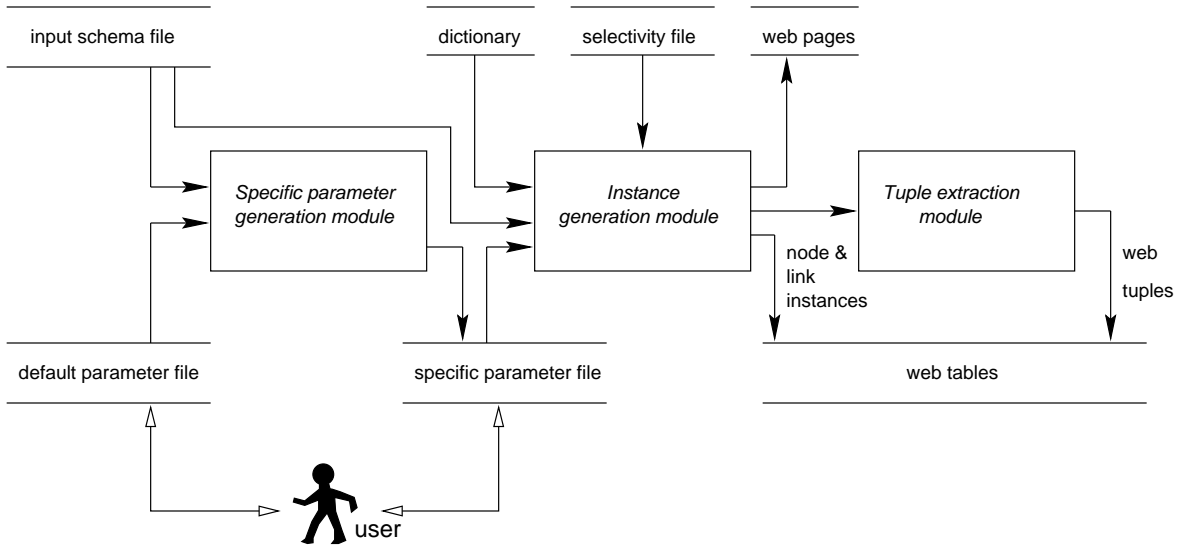 input schema file
dictionary
selectivity file
web pages
Specific parameter
generation module
Instance
generation module
Tuple extraction
module
node &
link
instances
web
tuples
default parameter file
specific parameter file
web tables
user